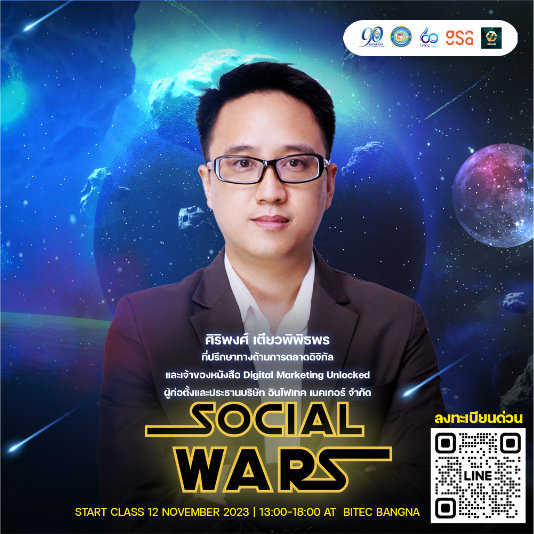 90
60
gsa
ศิริพงศ์ เตียวพิพิธพร
ที่ปรึกษาทางด้านการตลาดดิจิทัล
และเจ้าของหนังสือ Digital Marketing Unlocked
ผู้ก่อตั้งและประธานบริษัท อินโฟเทค เมคเกอร์ จำกัด
SOCIAL
WARS
ลงทะเบียนด่วน
LINE
START CLASS 12 NOVEMBER 2023 | 13:00-18:00 AT BITEC BANGNA